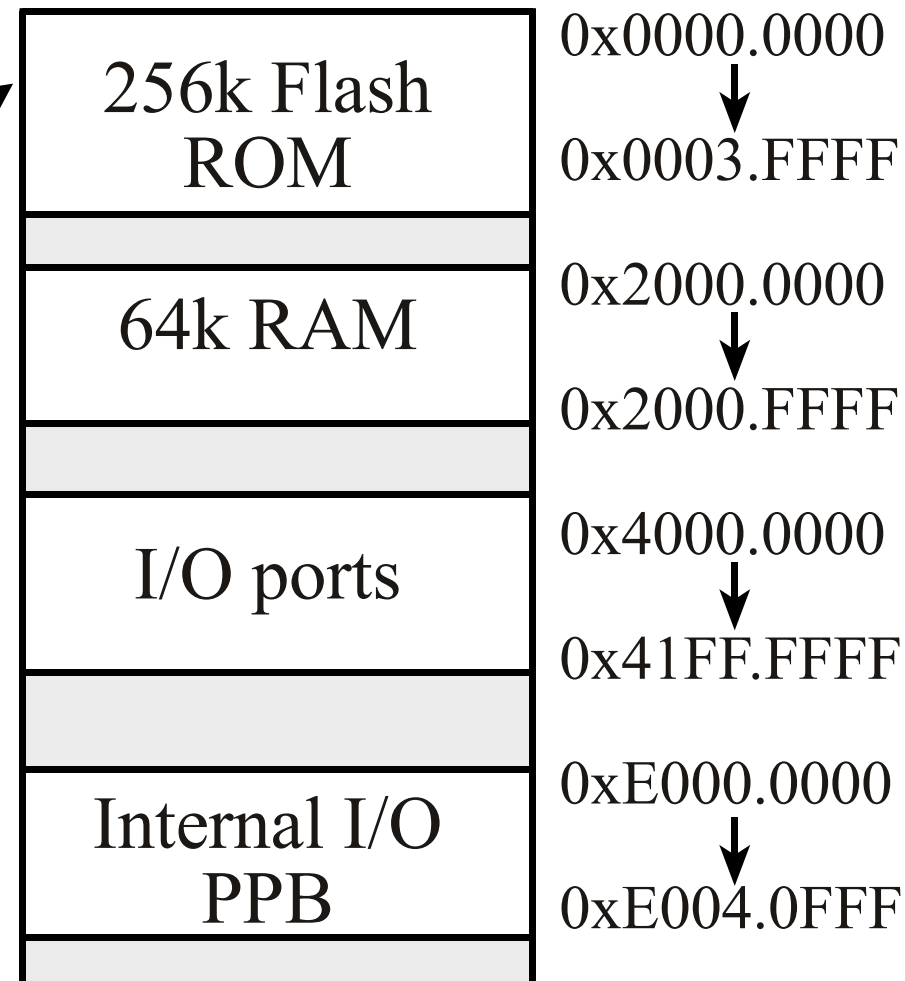 256k Flash
ROM
0x0000.0000
0x0003.FFFF
64k RAM
0x2000.0000
0x2000.FFFF
I/O ports
0x4000.0000
0x41FF.FFFF
Internal I/O
PPB
0xE000.0000
0xE004.0FFF